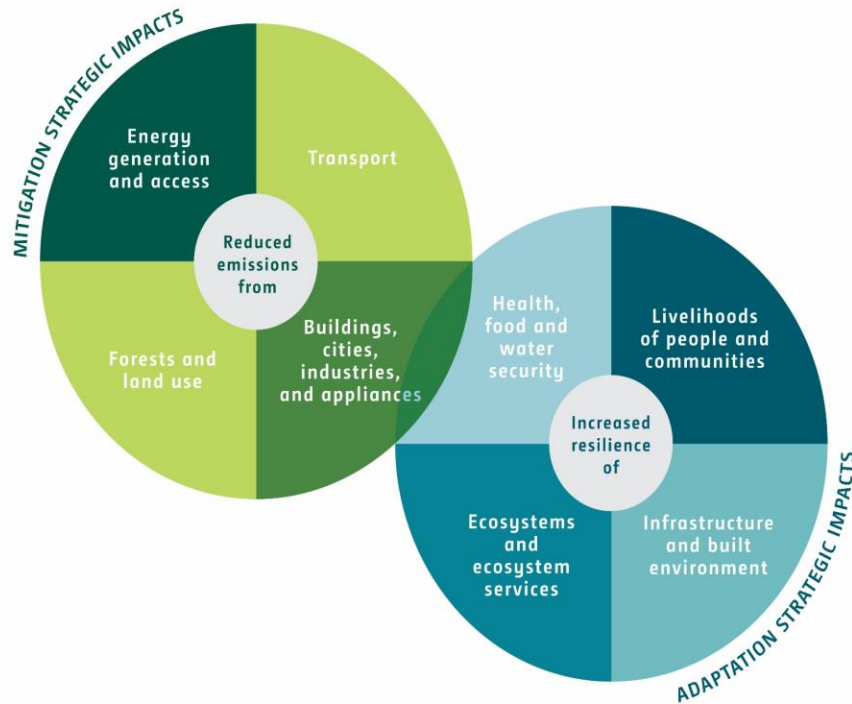 MITIGATION STRATEGIC IMPACTS
Energy
generation
and access
Transport
Reduced
emissions
from
Forests and
land use
Buildings,
cities,
industries,
and appliances
Health,
food and
water
security
Livelihoods
of people and
communities
Increased
resilience
of
Ecosystems
and
ecosystem
services
Infrastructure
and built
environment
ADAPTATION STRATEGIC IMPACTS